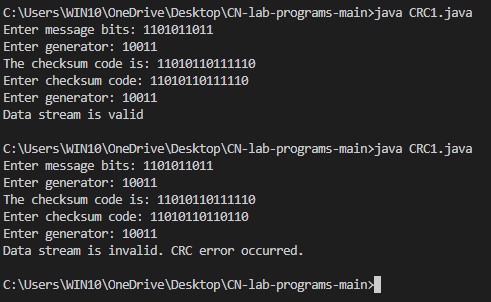 C:\Users\WIN10\OneDrive\Desktop\CN-lab-programs-main>java CRC1.java
Enter message bits: 1101011011
Enter generator: 10011
The checksum code is: 11010110111110
Enter checksum code: 11010110111110
Enter generator: 10011
Data stream is valid

C:\Users\WIN10\OneDrive\Desktop\CN-lab-programs-main>java CRC1.java
Enter message bits: 1101011011
Enter generator: 10011
The checksum code is: 11010110111110
Enter checksum code: 11010110110110
Enter generator: 10011
Data stream is invalid. CRC error occurred.

C:\Users\WIN10\OneDrive\Desktop\CN-lab-programs-main>